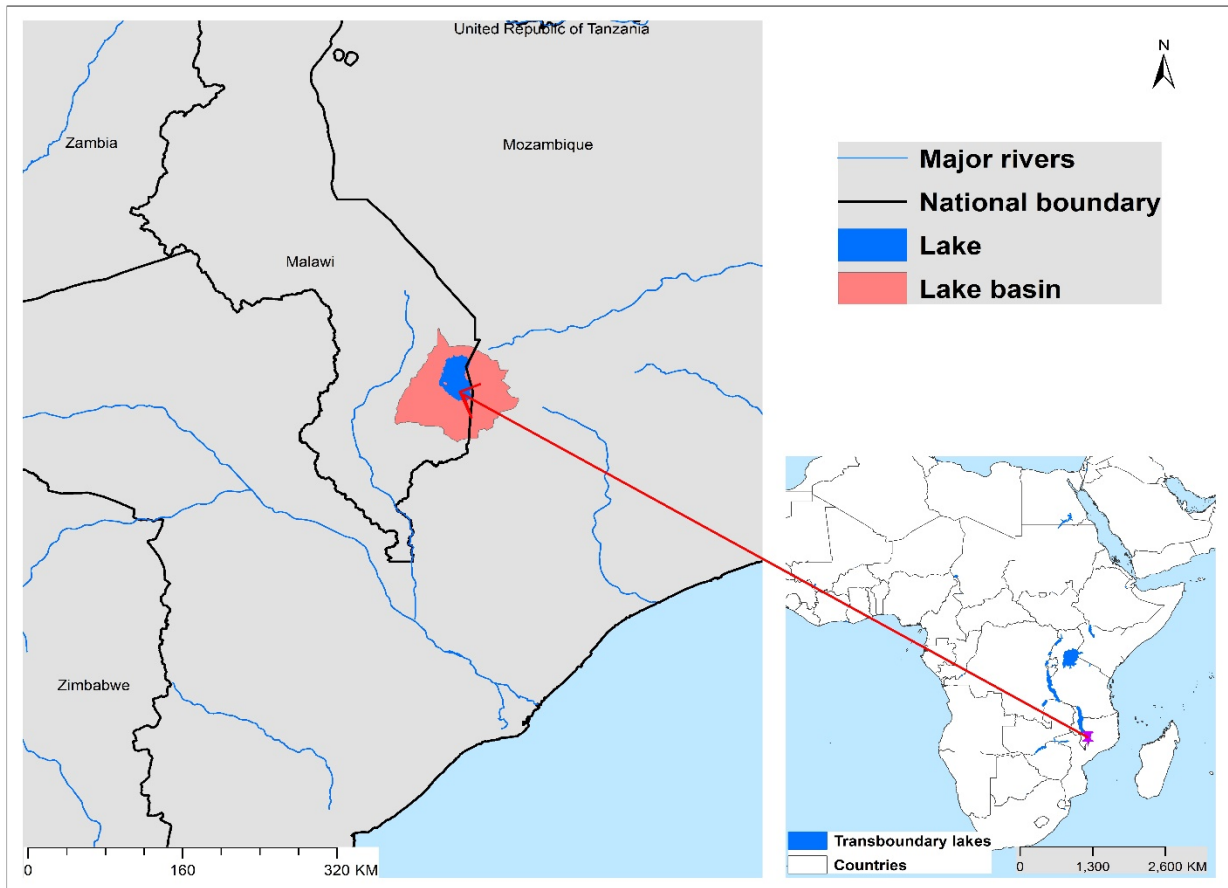 United Republic of Tanzania
N
Zambia
Mozambique
Major rivers
National boundary
Malawi
Lake
Lake basin
Zimbabwe
Transboundary lakes
Countries
0 160 320 KM
0 1,300 2,600 KM